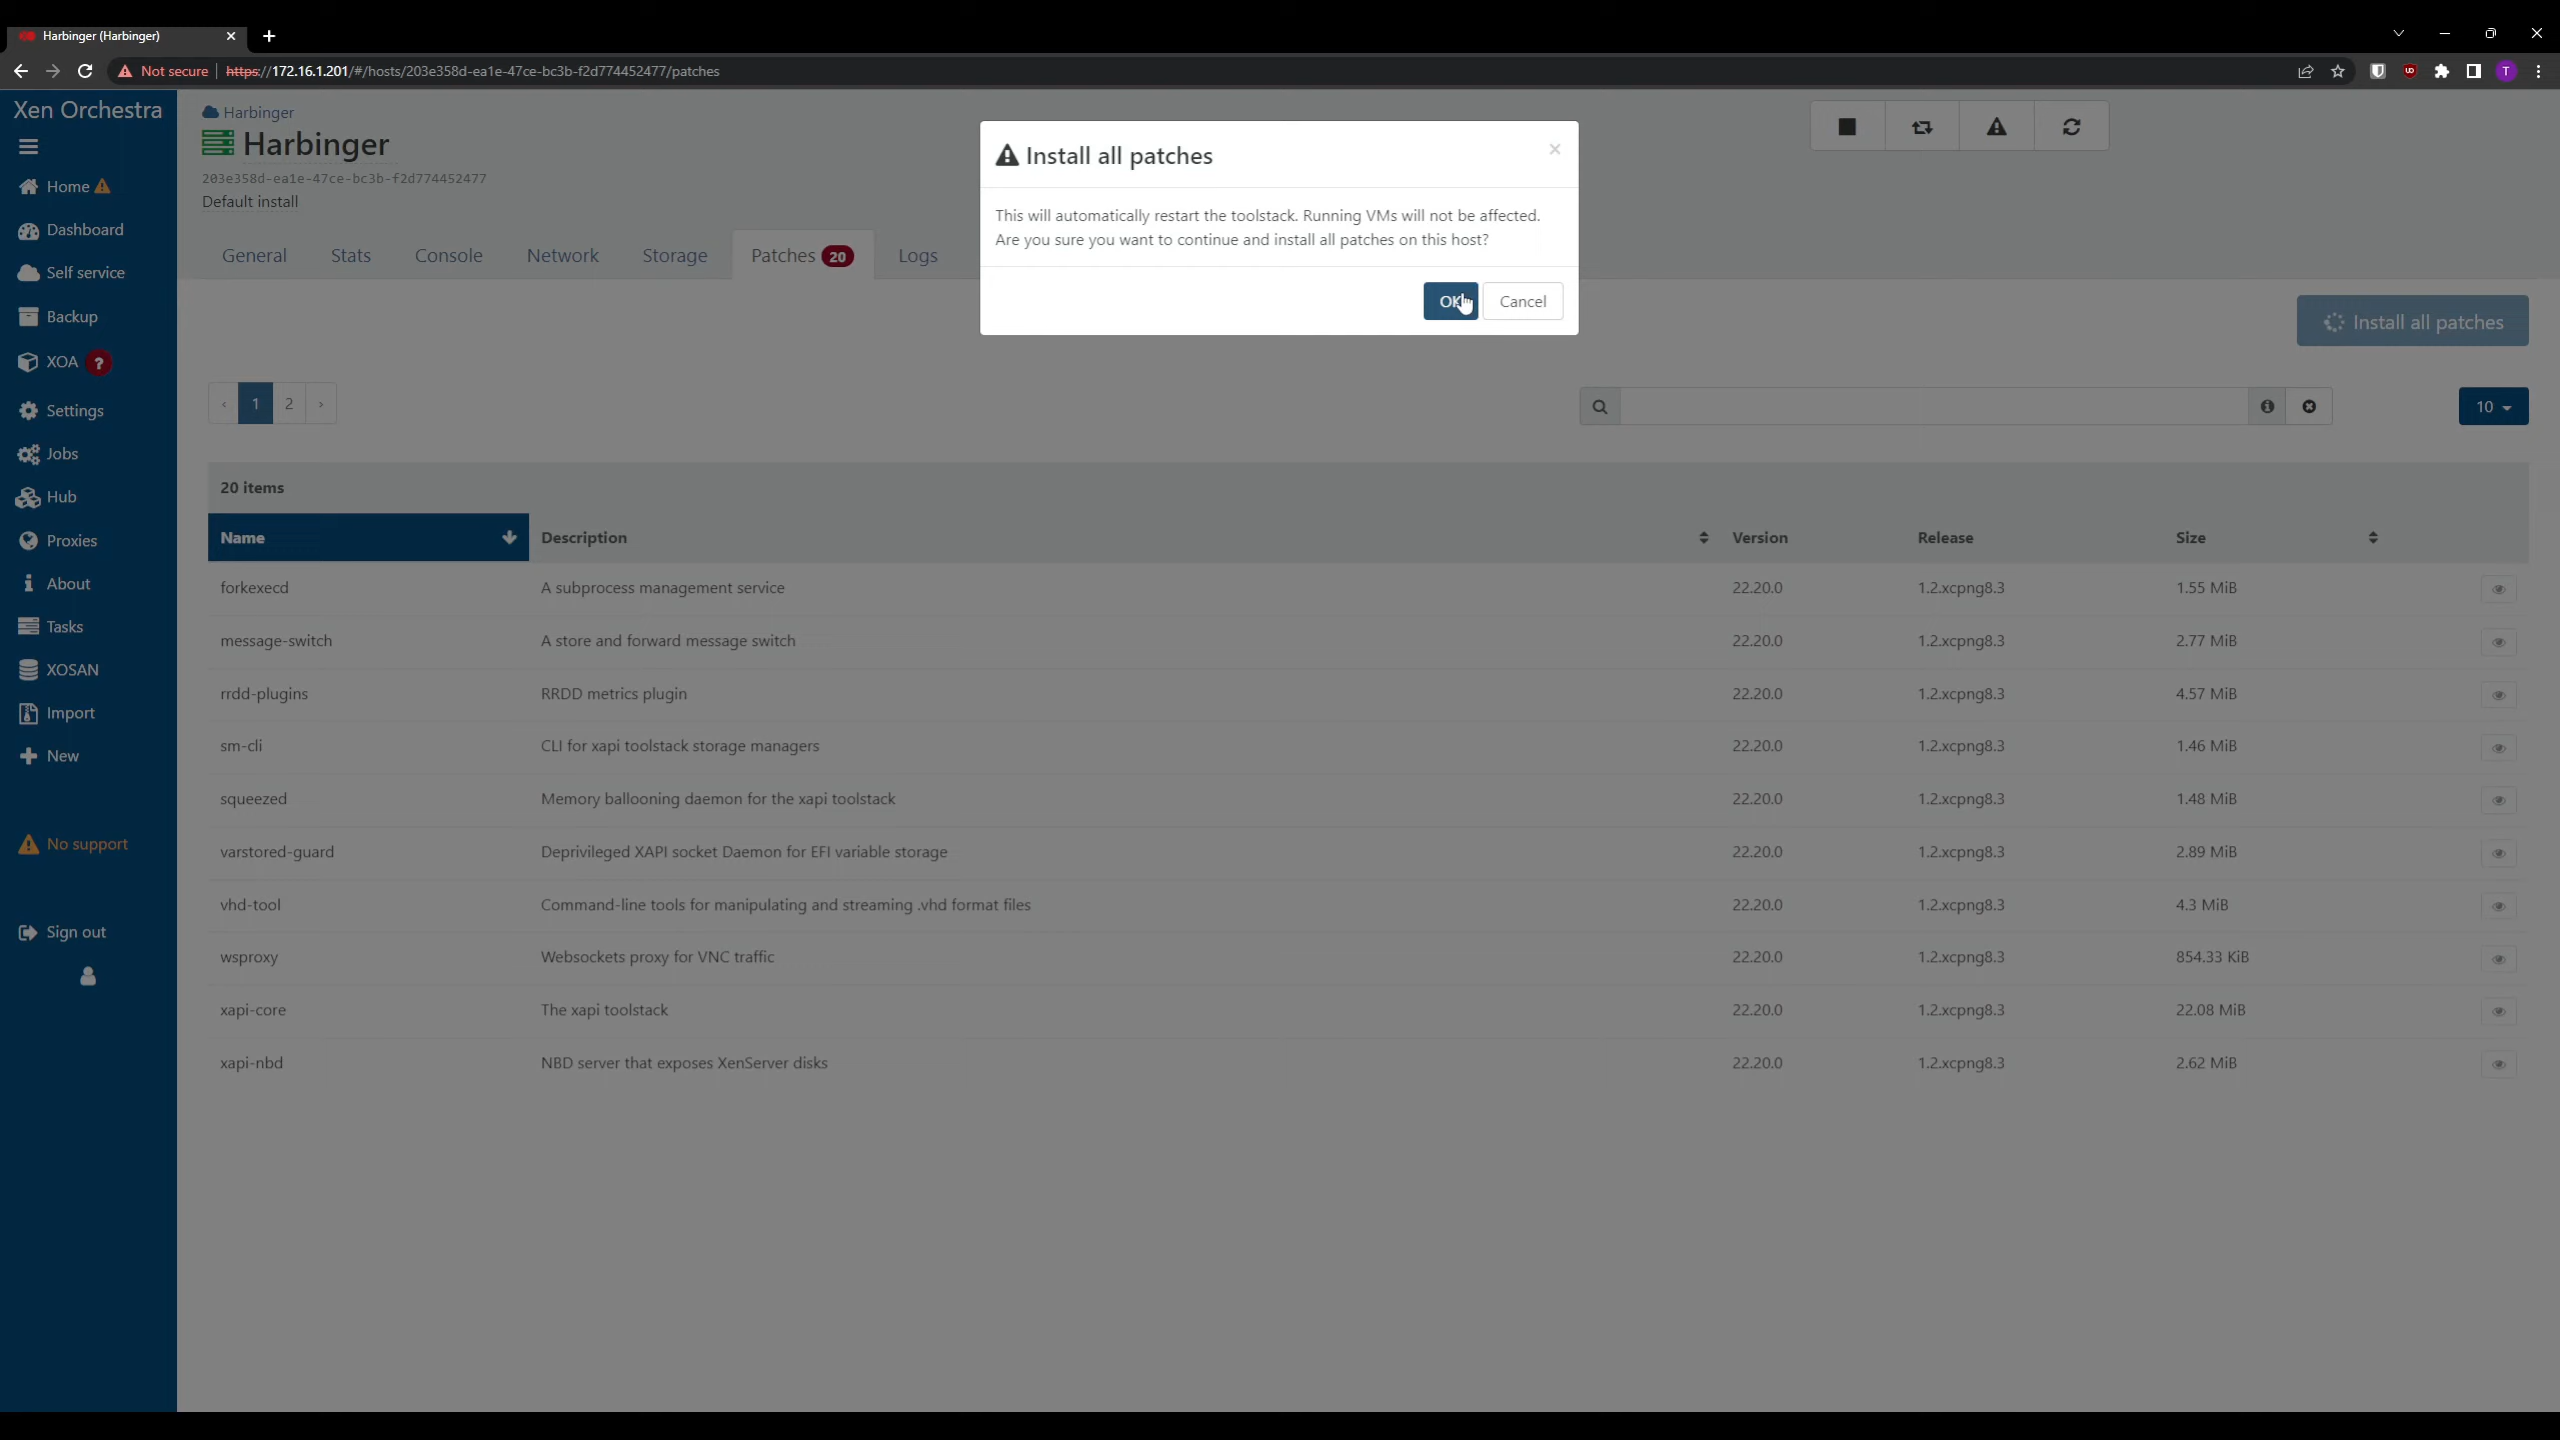 Harbinger (Harbinger)
Not secure https://172.16.1.201/#/hosts/203e358d-ea1e-47ce-bc3b-f2d774452477/patches
T
Xen Orchestra
Home
Dashboard
Self service
Backup
XOA ?
Settings
Jobs
Hub
Proxies
About
Tasks
XOSAN
Import
New
No support
Sign out
Harbinger
Harbinger
203e358d-ea1e-47ce-bc3b-f2d774452477
Default install
General Stats Console Network Storage Patches 20 Logs
Install all patches
This will automatically restart the toolstack. Running VMs will not be affected.
Are you sure you want to continue and install all patches on this host?
OK Cancel
Install all patches
‹ 1 2 ›
10
20 items
Name Description Version Release Size
forkexecd A subprocess management service 22.20.0 1.2.xcpng8.3 1.55 MiB
message-switch A store and forward message switch 22.20.0 1.2.xcpng8.3 2.77 MiB
rrdd-plugins RRDD metrics plugin 22.20.0 1.2.xcpng8.3 4.57 MiB
sm-cli CLI for xapi toolstack storage managers 22.20.0 1.2.xcpng8.3 1.46 MiB
squeezed Memory ballooning daemon for the xapi toolstack 22.20.0 1.2.xcpng8.3 1.48 MiB
varstored-guard Deprivileged XAPI socket Daemon for EFI variable storage 22.20.0 1.2.xcpng8.3 2.89 MiB
vhd-tool Command-line tools for manipulating and streaming .vhd format files 22.20.0 1.2.xcpng8.3 4.3 MiB
wsproxy Websockets proxy for VNC traffic 22.20.0 1.2.xcpng8.3 854.33 KiB
xapi-core The xapi toolstack 22.20.0 1.2.xcpng8.3 22.08 MiB
xapi-nbd NBD server that exposes XenServer disks 22.20.0 1.2.xcpng8.3 2.62 MiB